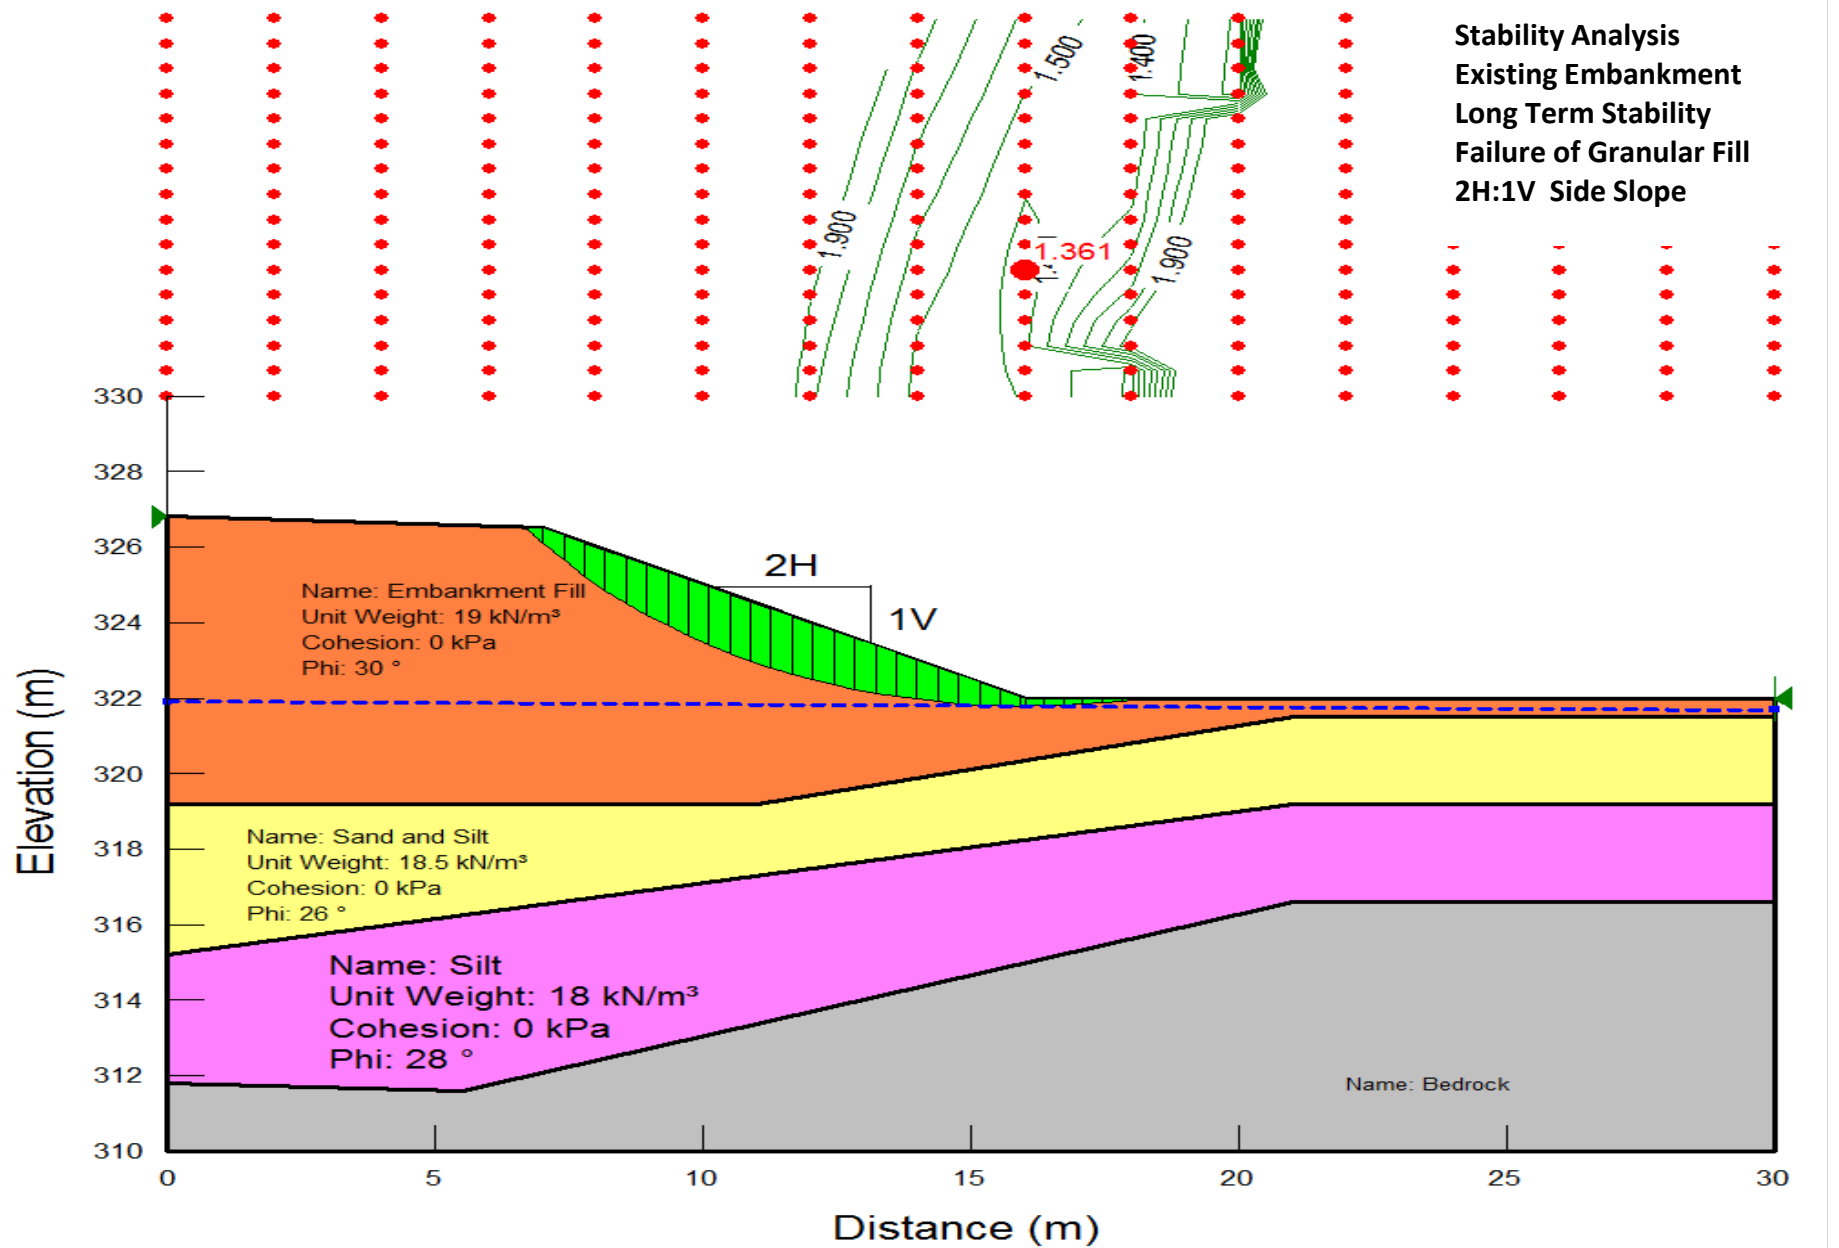 Stability Analysis
Existing Embankment
Long Term Stability
Failure of Granular Fill
2H:1V Side Slope
1.500
1.400
1.900
1.361
1.900
330
328
326
324
322
320
318
316
314
312
310
Elevation (m)
2H
1V
Name: Embankment Fill
Unit Weight: 19 kN/m³
Cohesion: 0 kPa
Phi: 30 °
Name: Sand and Silt
Unit Weight: 18.5 kN/m³
Cohesion: 0 kPa
Phi: 26 °
Name: Silt
Unit Weight: 18 kN/m³
Cohesion: 0 kPa
Phi: 28 °
Name: Bedrock
0
5
10
15
20
25
30
Distance (m)